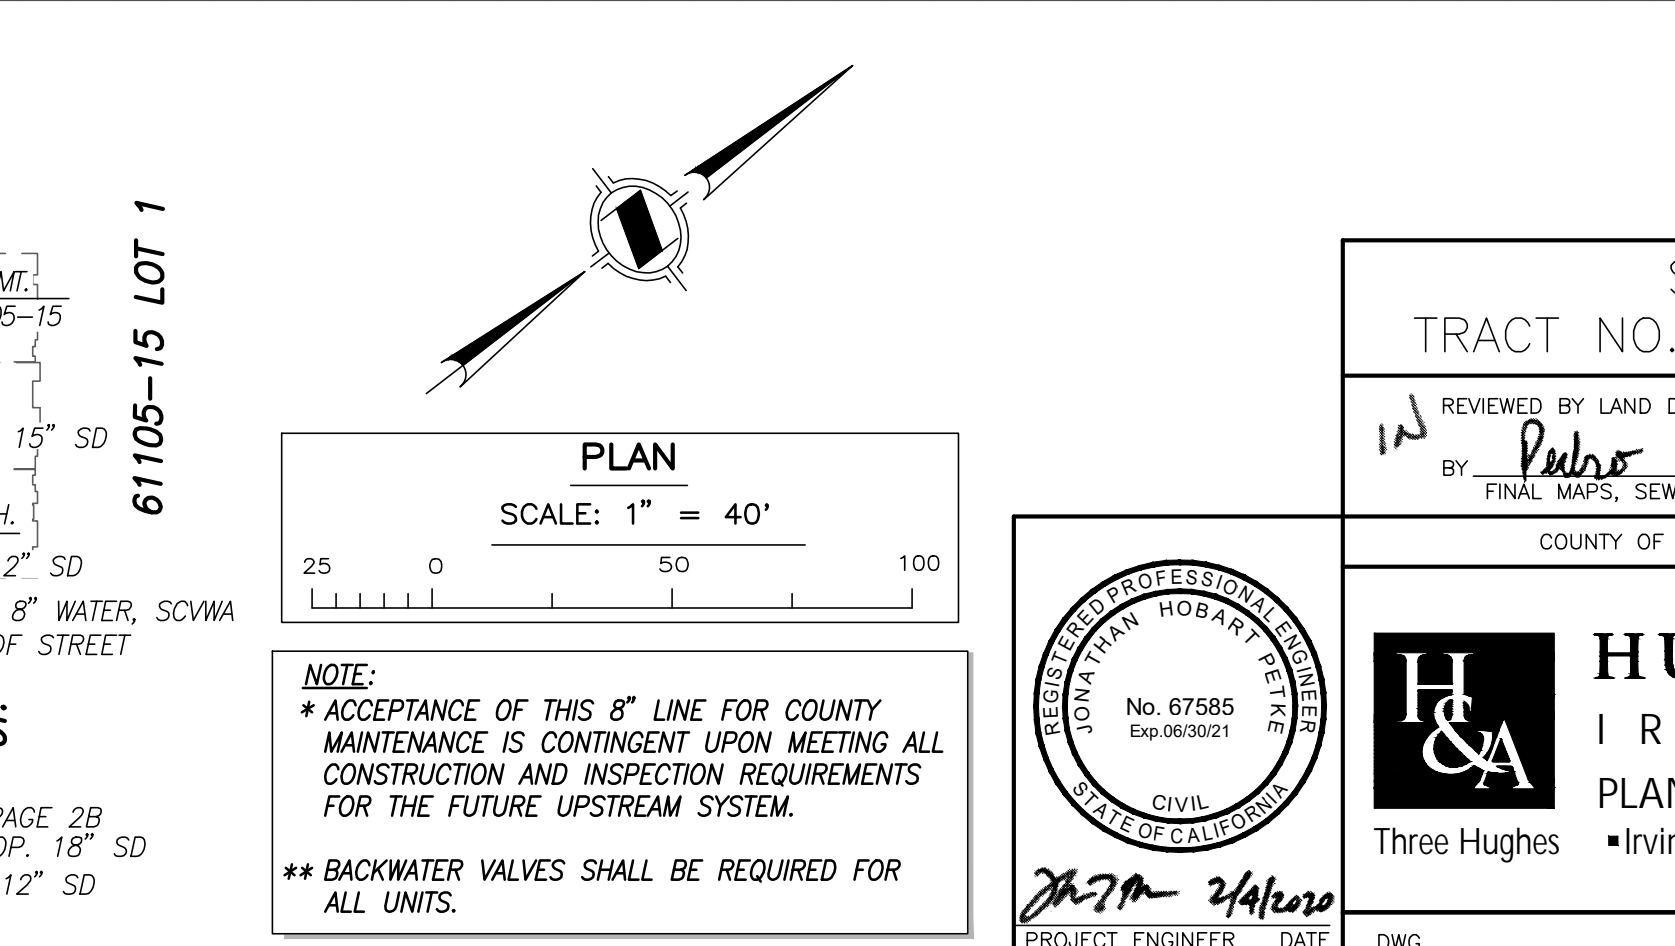 MT.
05-15
15" SD
H.
2" SD
8" WATER, SCVWA
OF STREET
S:
PAGE 2B
OP. 18" SD
12" SD
61105-15 LOT 1
PLAN
SCALE: 1" = 40'
25 0 50 100
NOTE:
* ACCEPTANCE OF THIS 8" LINE FOR COUNTY
MAINTENANCE IS CONTINGENT UPON MEETING ALL
CONSTRUCTION AND INSPECTION REQUIREMENTS
FOR THE FUTURE UPSTREAM SYSTEM.
** BACKWATER VALVES SHALL BE REQUIRED FOR
ALL UNITS.
REGISTERED PROFESSIONAL ENGINEER
JONATHAN HOBART PETKE
No. 67585
Exp.06/30/21
CIVIL
STATE OF CALIFORNIA
2/4/2020
PROJECT ENGINEER DATE
TRACT NO.
IN
REVIEWED BY LAND D
BY Pedro
FINAL MAPS, SEW
COUNTY OF
H&A
HU
I R
PLAN
Three Hughes ▪Irvin
DWG